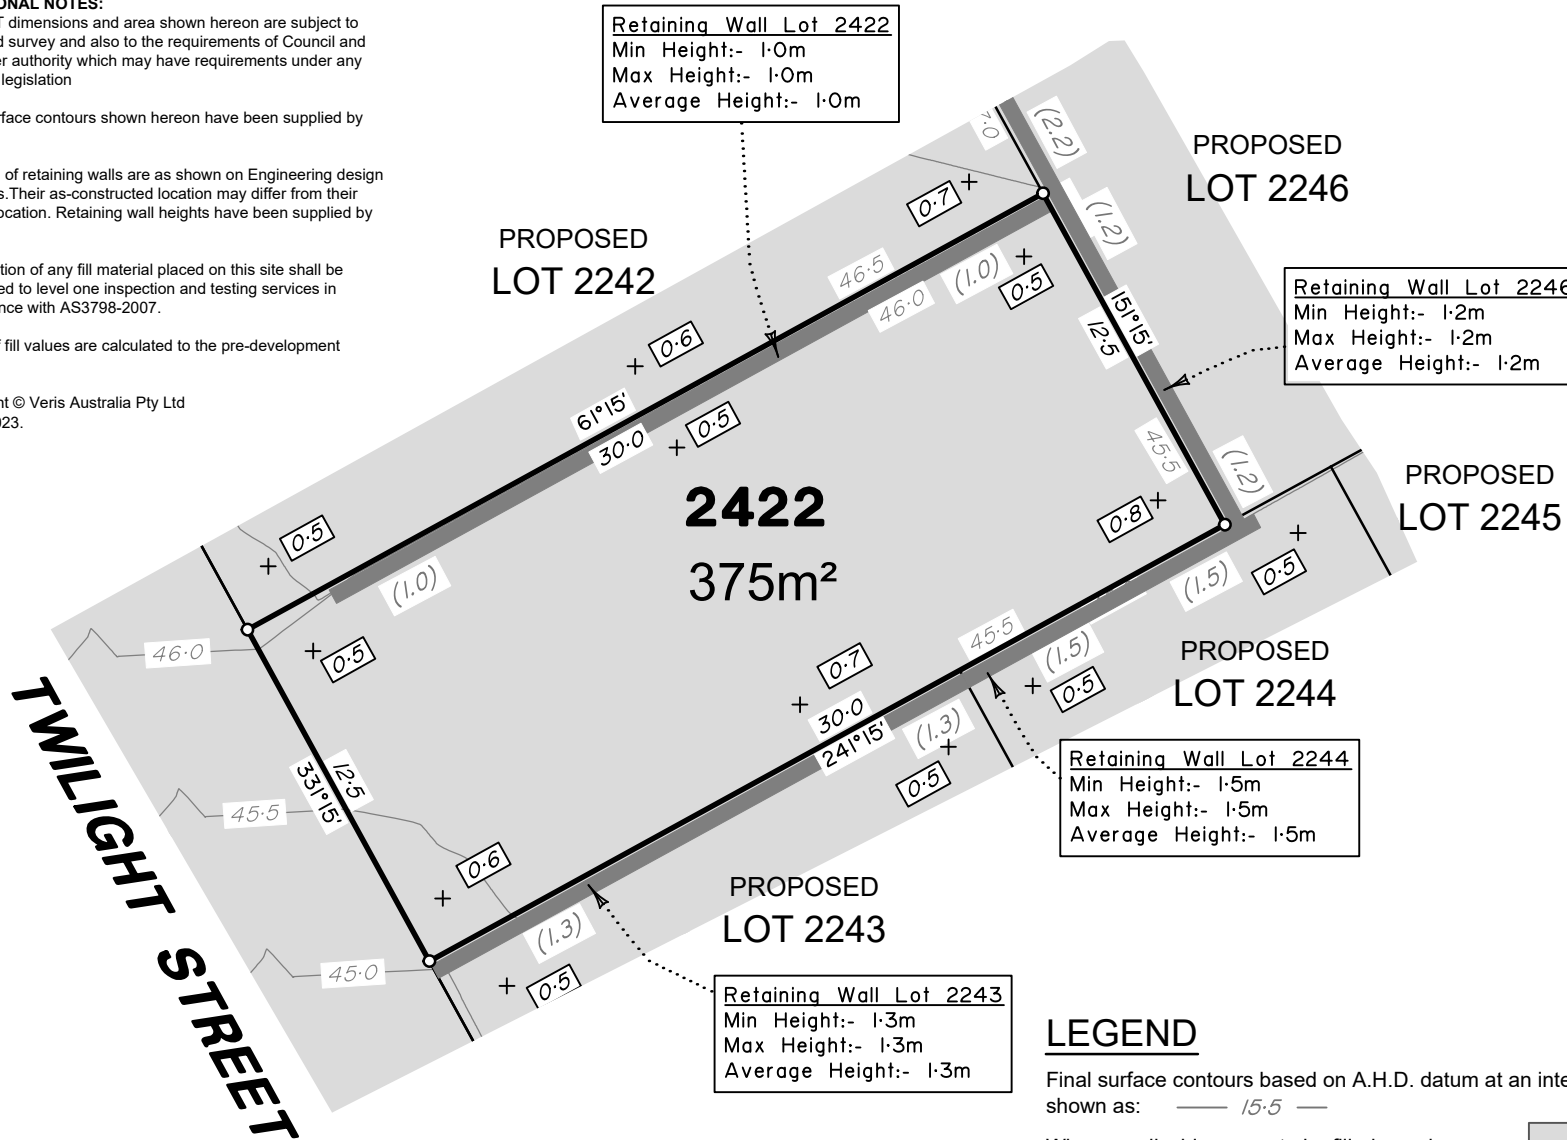 ONAL NOTES:
T dimensions and area shown hereon are subject to
d survey and also to the requirements of Council and
er authority which may have requirements under any
legislation
rface contours shown hereon have been supplied by
of retaining walls are as shown on Engineering design
s.Their as-constructed location may differ from their
ocation. Retaining wall heights have been supplied by
tion of any fill material placed on this site shall be
ed to level one inspection and testing services in
nce with AS3798-2007.
f fill values are calculated to the pre-development
nt © Veris Australia Pty Ltd
023.
Retaining Wall Lot 2422
Min Height:- 1·0m
Max Height:- 1·0m
Average Height:- 1·0m
PROPOSED
LOT 2246
PROPOSED
LOT 2242
Retaining Wall Lot 2246
Min Height:- 1·2m
Max Height:- 1·2m
Average Height:- 1·2m
(2.2)
(1.2)
0·7
46·5
46·0
(1.0)
0·5
151°15'
12·5
0·6
61°15'
30·0
0·5
45·5
(1.2)
PROPOSED
LOT 2245
2422
375m²
0·8
0·5
(1.0)
(1.5)
0·5
46·0
0·5
45·5
(1.5)
0·5
PROPOSED
LOT 2244
0·7
30·0
241°15'
(1.3)
0·5
Retaining Wall Lot 2244
Min Height:- 1·5m
Max Height:- 1·5m
Average Height:- 1·5m
TWILIGHT STREET
12·5
331°15'
45·5
0·6
PROPOSED
LOT 2243
(1.3)
45·0
0·5
Retaining Wall Lot 2243
Min Height:- 1·3m
Max Height:- 1·3m
Average Height:- 1·3m
LEGEND
Final surface contours based on A.H.D. datum at an inte
shown as: 15·5